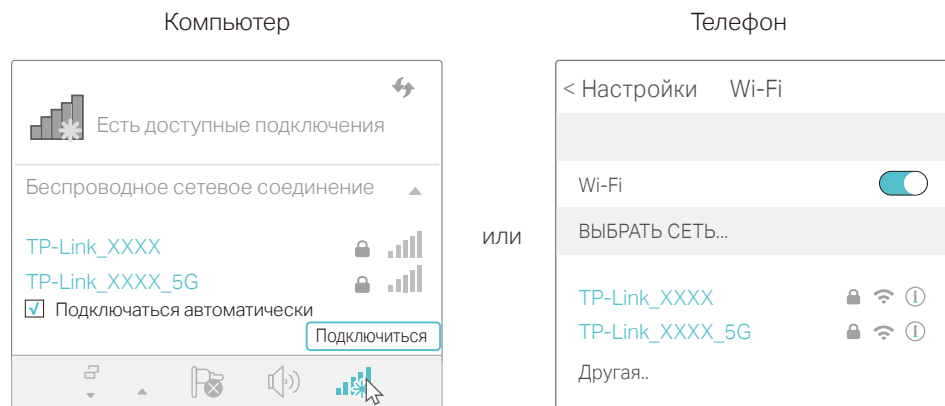 Компьютер
Есть доступные подключения
Беспроводное сетевое соединение
TP-Link_XXXX
TP-Link_XXXX_5G
Подключаться автоматически
Подключиться
или
Телефон
< Настройки Wi-Fi
Wi-Fi
ВЫБРАТЬ СЕТЬ...
TP-Link_XXXX
TP-Link_XXXX_5G
Другая..